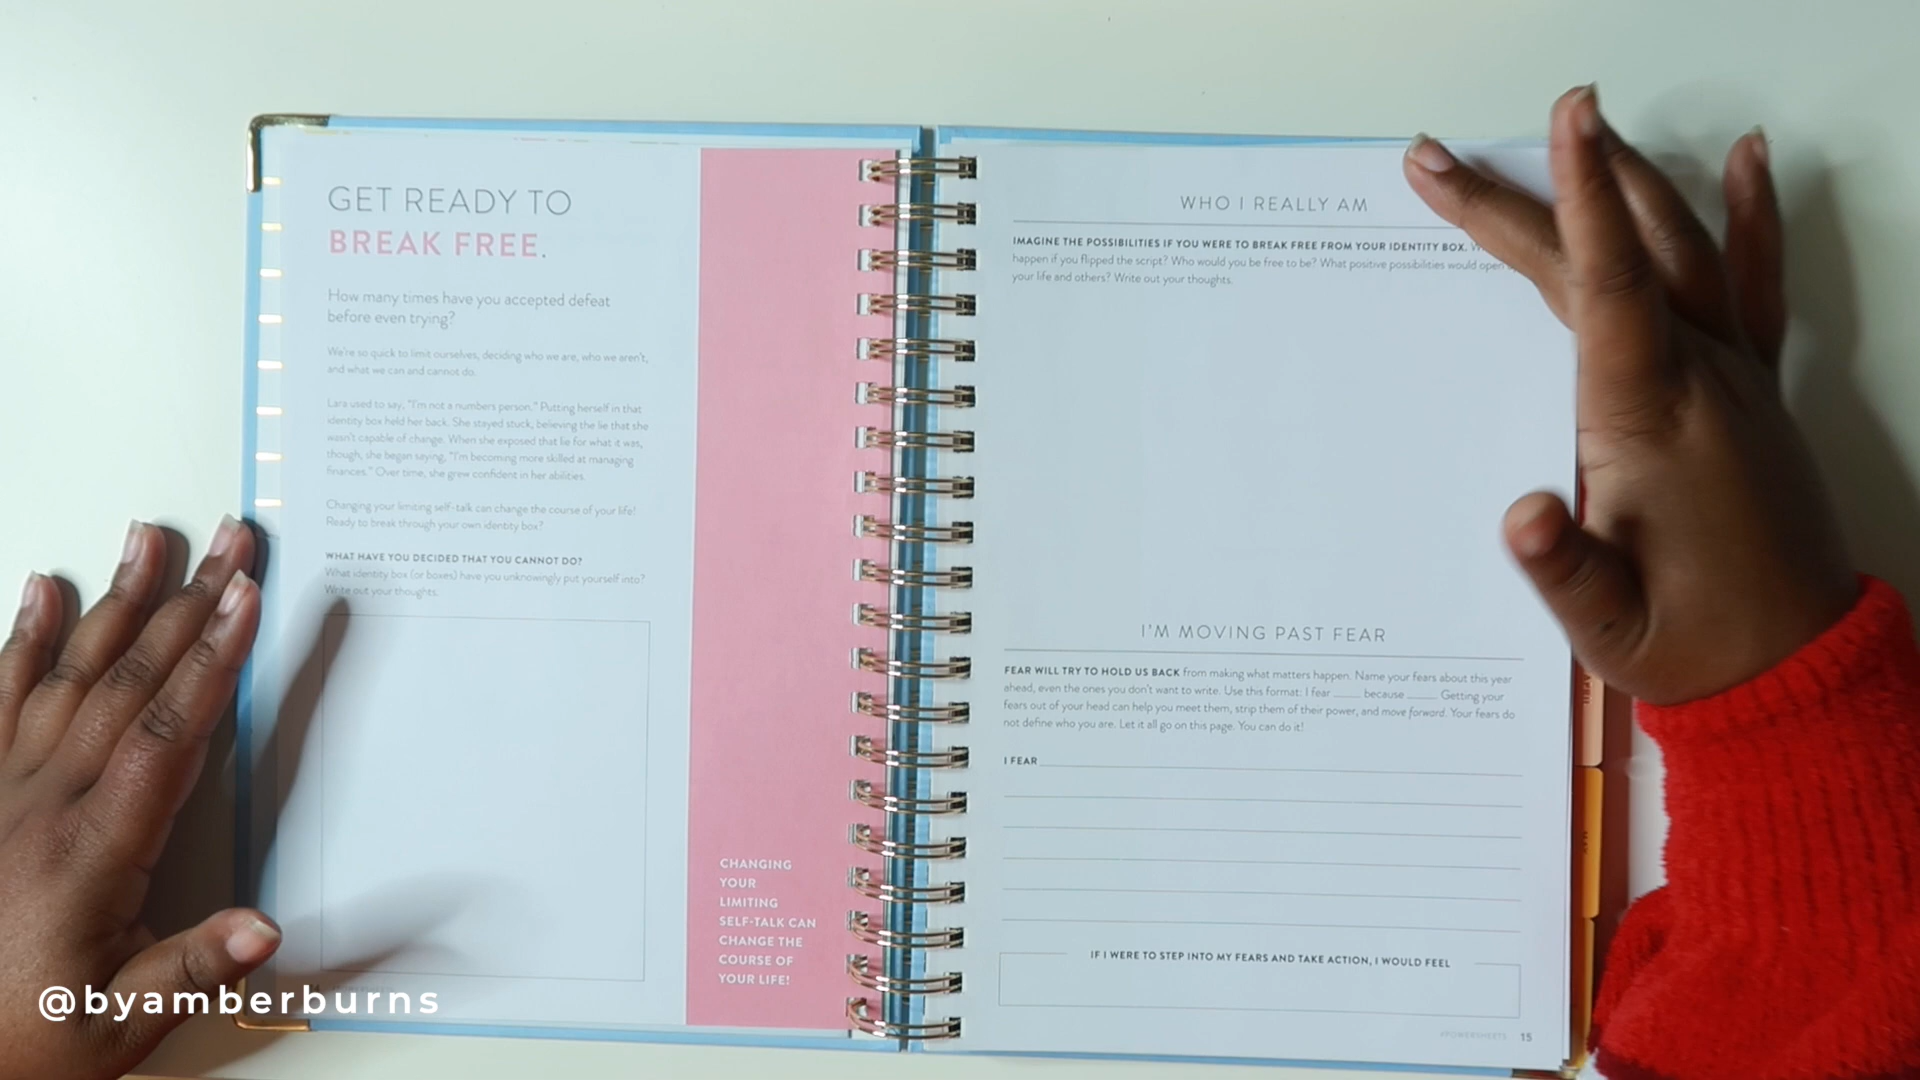 GET READY TO
BREAK FREE.
How many times have you accepted defeat
before even trying?
We're so quick to limit ourselves, deciding who we are, who we aren't,
and what we can and cannot do.
Lara used to say, "I'm not a numbers person." Putting herself in that
identity box held her back. She stayed stuck, believing the lie that she
wasn't capable of change. When she exposed that lie for what it was,
though, she began saying, "I'm becoming more skilled at managing
finances." Over time, she grew confident in her abilities.
Changing your limiting self-talk can change the course of your life!
Ready to break through your own identity box?
WHAT HAVE YOU DECIDED THAT YOU CANNOT DO?
What identity box (or boxes) have you unknowingly put yourself into?
Write out your thoughts.
CHANGING
YOUR
LIMITING
SELF-TALK CAN
CHANGE THE
COURSE OF
YOUR LIFE!
WHO I REALLY AM
IMAGINE THE POSSIBILITIES IF YOU WERE TO BREAK FREE FROM YOUR IDENTITY BOX.
happen if you flipped the script? Who would you be free to be? What positive possibilities would open
your life and others? Write out your thoughts.
I'M MOVING PAST FEAR
FEAR WILL TRY TO HOLD US BACK from making what matters happen. Name your fears about this year
ahead, even the ones you don't want to write. Use this format: I fear _____ because _____. Getting your
fears out of your head can help you meet them, strip them of their power, and move forward. Your fears do
not define who you are. Let it all go on this page. You can do it!
I FEAR
IF I WERE TO STEP INTO MY FEARS AND TAKE ACTION, I WOULD FEEL
#POWERSHEETS 15
APRIL
MAY
@byamberburns